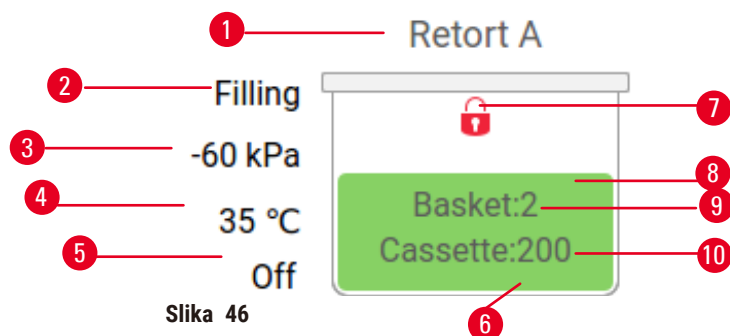 1
Retort A
2
Filling
7
3
-60 kPa
8
4
35 °C
Basket:2
9
5
Off
Cassette:200
10
6
Slika 46